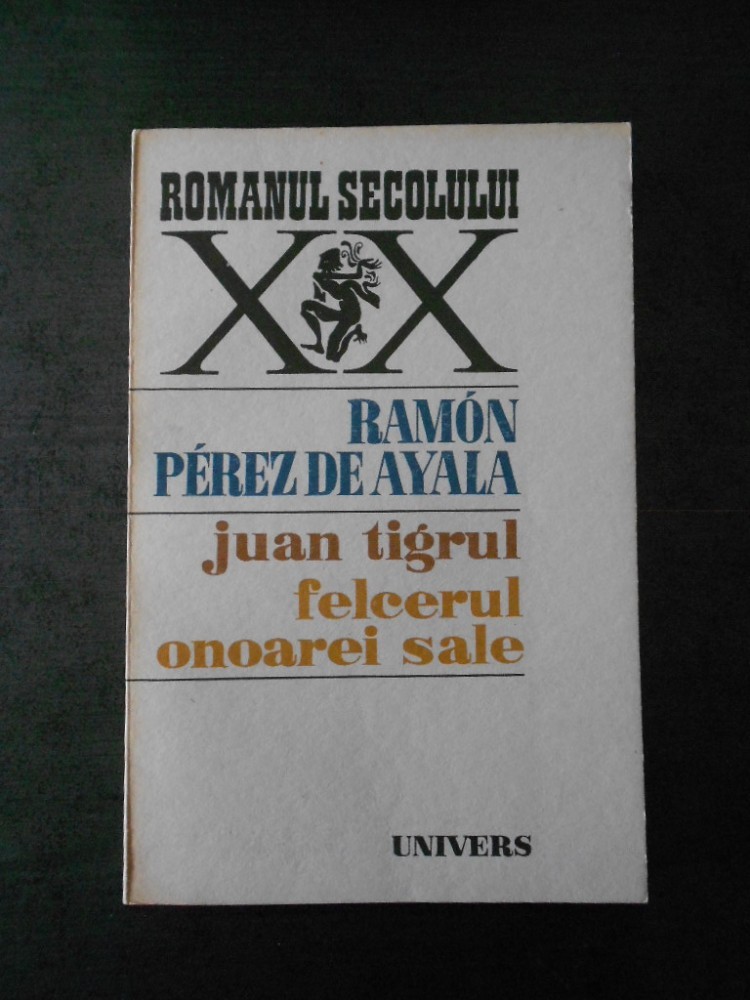 ROMANUL SECOLULUI
XX
RAMÓN
PÉREZ DE AYALA
juan tigrul
felcerul
onoarei sale
UNIVERS